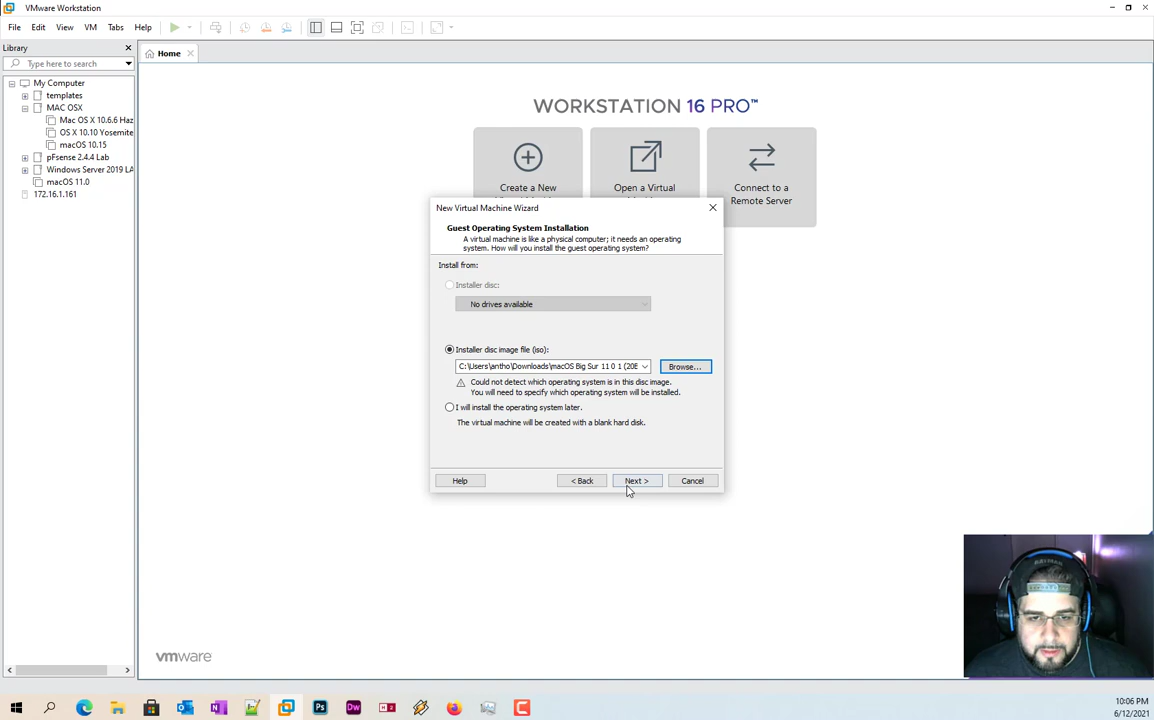 VMware Workstation
File Edit View VM Tabs Help
Library
Type here to search
Home
My Computer
templates
MAC OSX
Mac OS X 10.6.6 Haz
OS X 10.10 Yosemite
macOS 10.15
pFsense 2.4.4 Lab
Windows Server 2019 LA
macOS 11.0
172.16.1.161
WORKSTATION 16 PRO™
Create a New
Open a Virtual
Connect to a
Remote Server
New Virtual Machine Wizard
Guest Operating System Installation
A virtual machine is like a physical computer; it needs an operating
system. How will you install the guest operating system?
Install from:
Installer disc:
No drives available
Installer disc image file (iso):
C:\Users\antho\Downloads\macOS Big Sur 11 0 1 (20B
Browse...
Could not detect which operating system is in this disc image.
You will need to specify which operating system will be installed.
I will install the operating system later.
The virtual machine will be created with a blank hard disk.
Help
< Back
Next >
Cancel
vmware
10:06 PM
6/12/2021